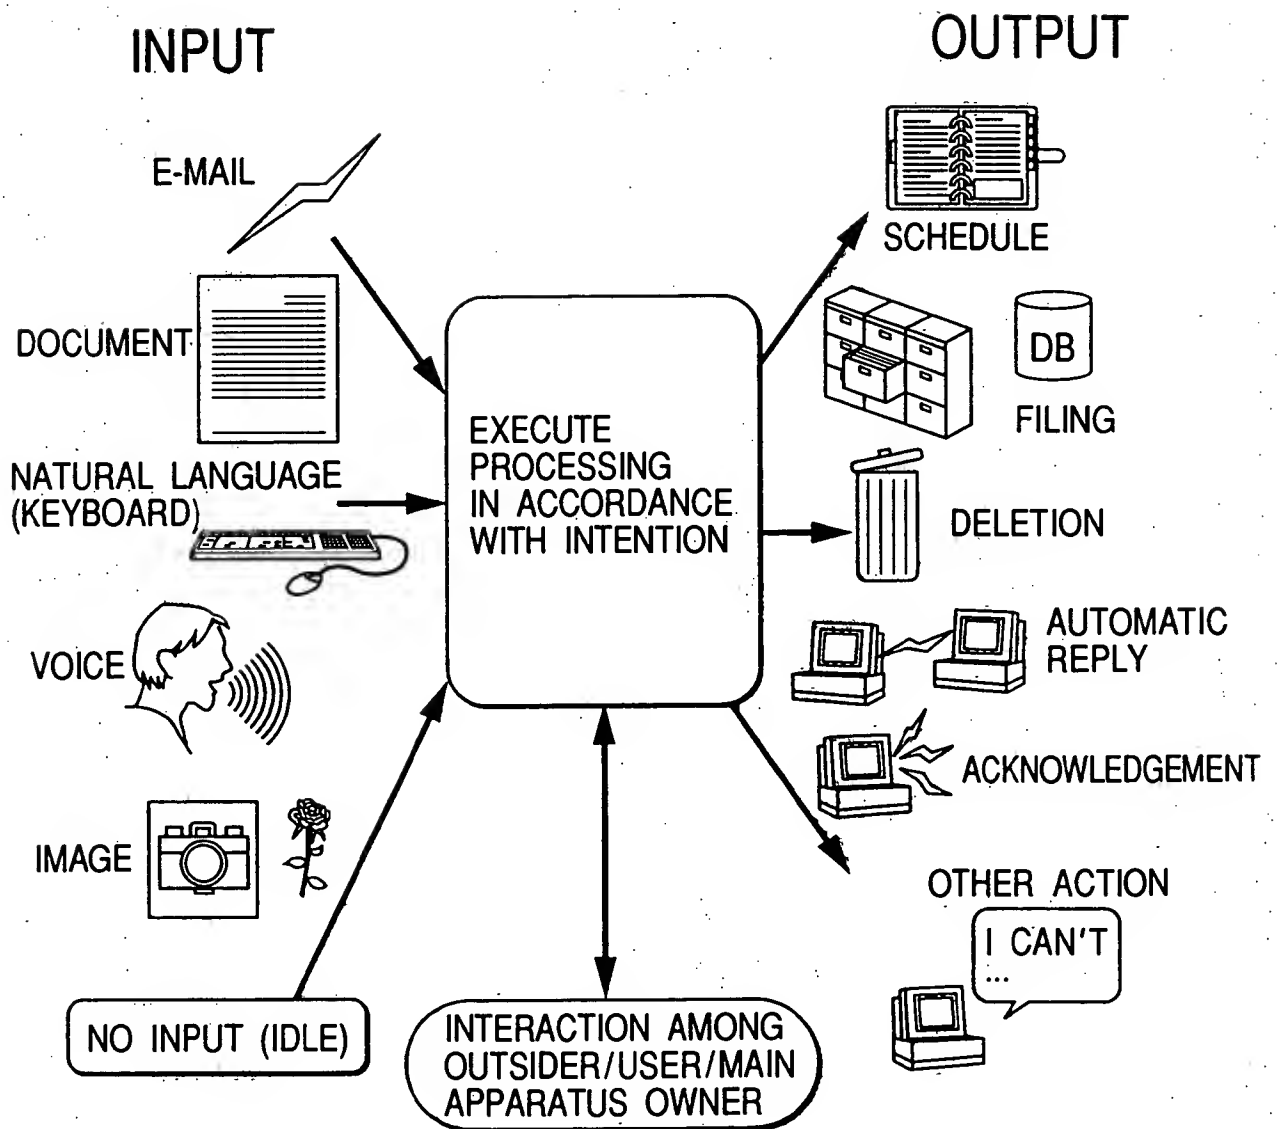 INPUT
OUTPUT
E-MAIL
DOCUMENT
NATURAL LANGUAGE
(KEYBOARD)
VOICE
IMAGE
NO INPUT (IDLE)
EXECUTE
PROCESSING
IN ACCORDANCE
WITH INTENTION
INTERACTION AMONG
OUTSIDER/USER/MAIN
APPARATUS OWNER
SCHEDULE
DB
FILING
DELETION
AUTOMATIC
REPLY
ACKNOWLEDGEMENT
OTHER ACTION
I CAN'T
...